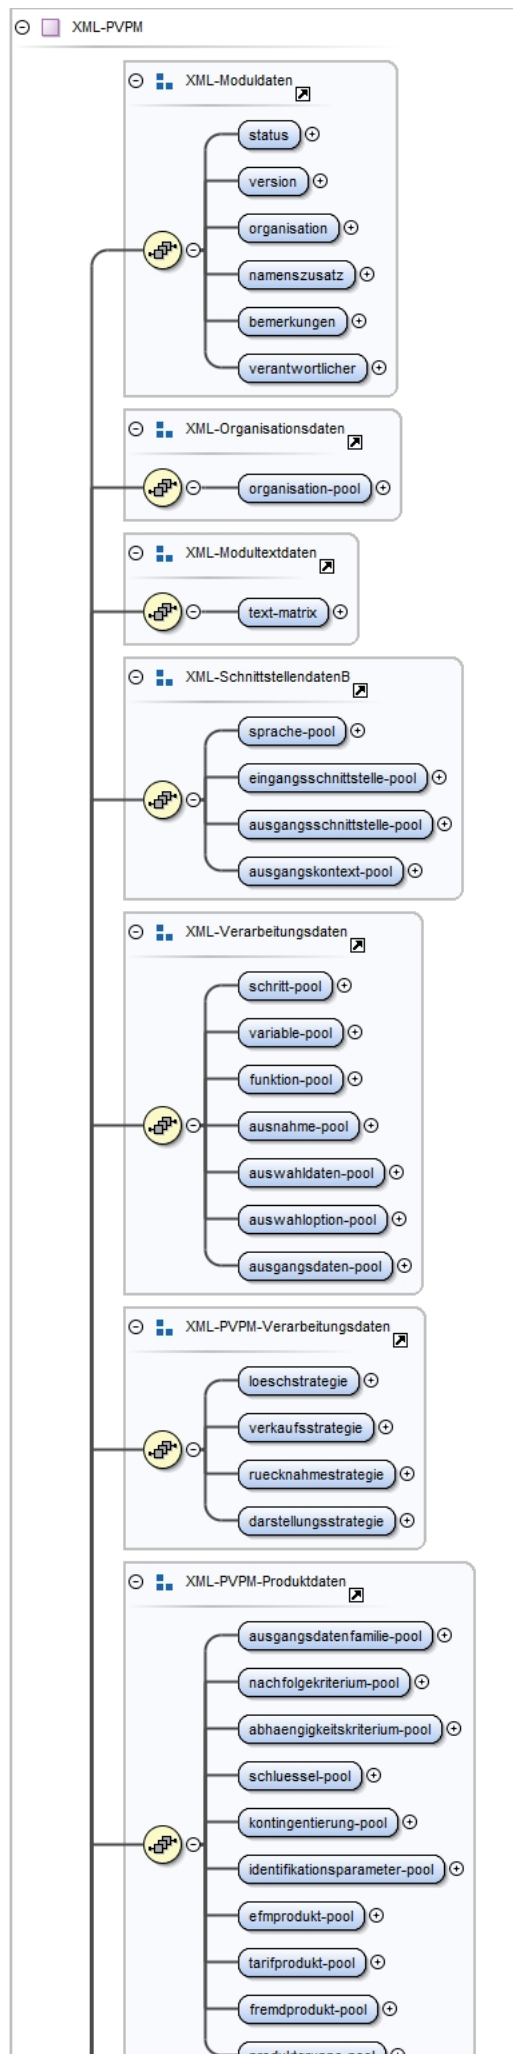 XML-PVPM
XML-Moduldaten
status
version
organisation
namenszusatz
bemerkungen
verantwortlicher
XML-Organisationsdaten
organisation-pool
XML-Modultextdaten
text-matrix
XML-SchnittstellendatenB
sprache-pool
eingangsschnittstelle-pool
ausgangsschnittstelle-pool
ausgangskontext-pool
XML-Verarbeitungsdaten
schritt-pool
variable-pool
funktion-pool
ausnahme-pool
auswahldaten-pool
auswahloption-pool
ausgangsdaten-pool
XML-PVPM-Verarbeitungsdaten
loeschstrategie
verkaufsstrategie
ruecknahmestrategie
darstellungsstrategie
XML-PVPM-Produktdaten
ausgangsdatenfamilie-pool
nachfolgekriterium-pool
abhaengigkeitskriterium-pool
schluessel-pool
kontingentierung-pool
identifikationsparameter-pool
efmprodukt-pool
tarifprodukt-pool
fremdprodukt-pool